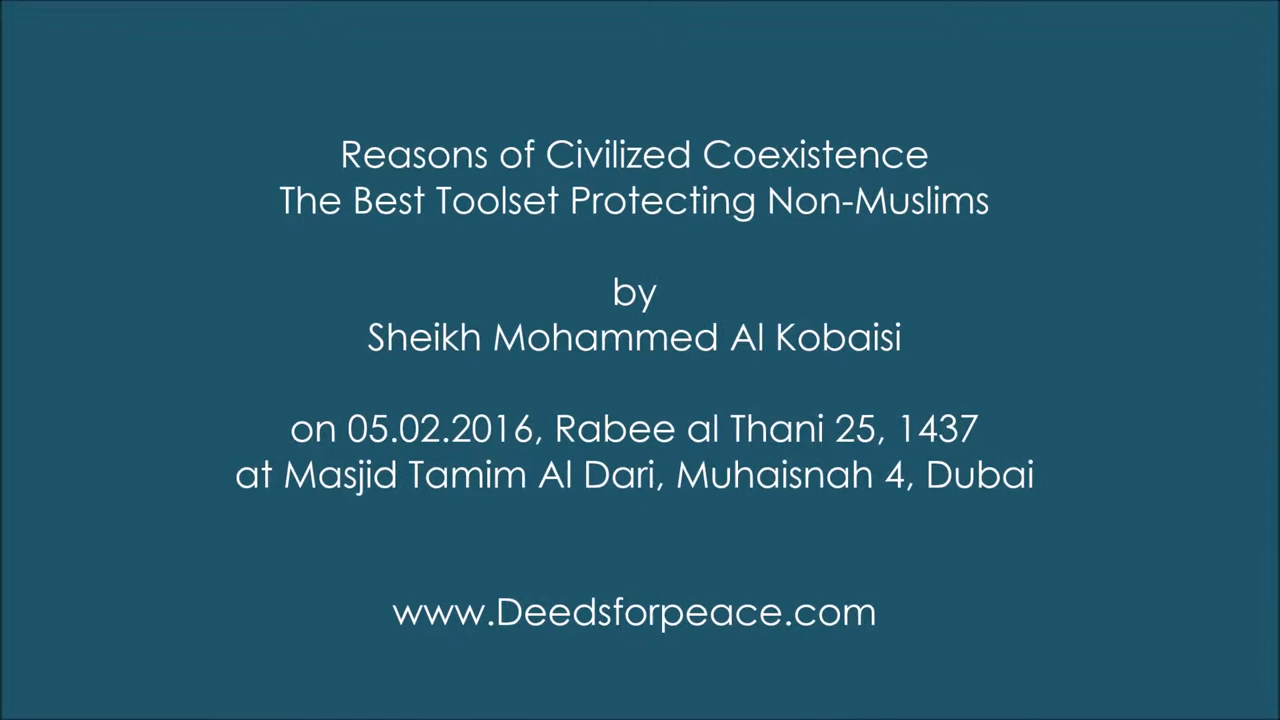 Reasons of Civilized Coexistence
The Best Toolset Protecting Non-Muslims
by
Sheikh Mohammed Al Kobaisi
on 05.02.2016, Rabee al Thani 25, 1437
at Masjid Tamim Al Dari, Muhaisnah 4, Dubai
www.Deedsforpeace.com